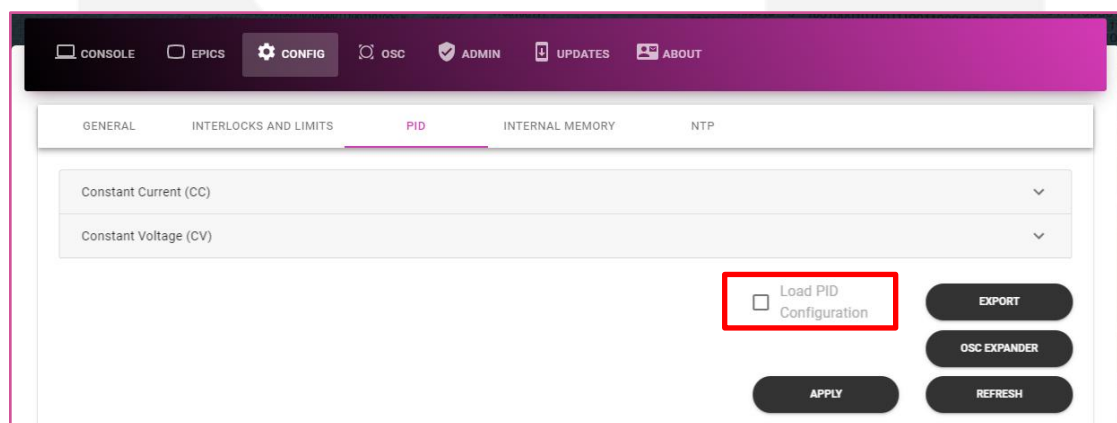 CONSOLE EPICS CONFIG OSC ADMIN UPDATES ABOUT
GENERAL INTERLOCKS AND LIMITS PID INTERNAL MEMORY NTP
Constant Current (CC)
Constant Voltage (CV)
Load PID
Configuration
EXPORT
OSC EXPANDER
APPLY REFRESH